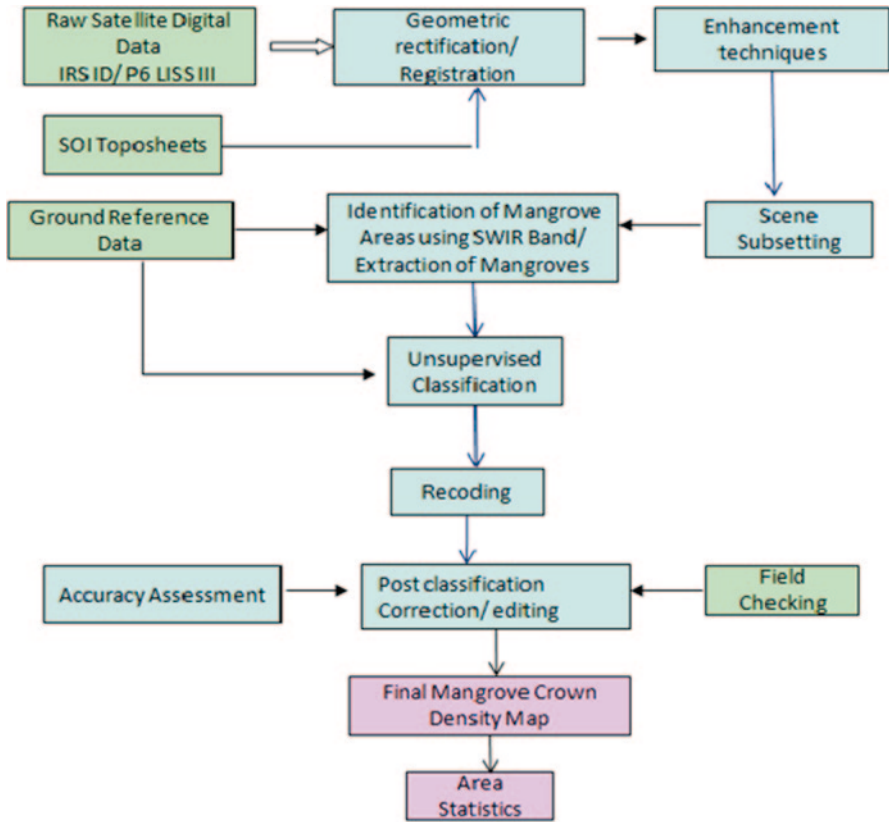 Raw Satellite Digital
Data
IRS ID/ P6 LISS III
Geometric
rectification/
Registration
Enhancement
techniques
SOI Toposheets
Ground Reference
Data
Identification of Mangrove
Areas using SWIR Band/
Extraction of Mangroves
Scene
Subsetting
Unsupervised
Classification
Recoding
Accuracy Assessment
Post classification
Correction/ editing
Field
Checking
Final Mangrove Crown
Density Map
Area
Statistics